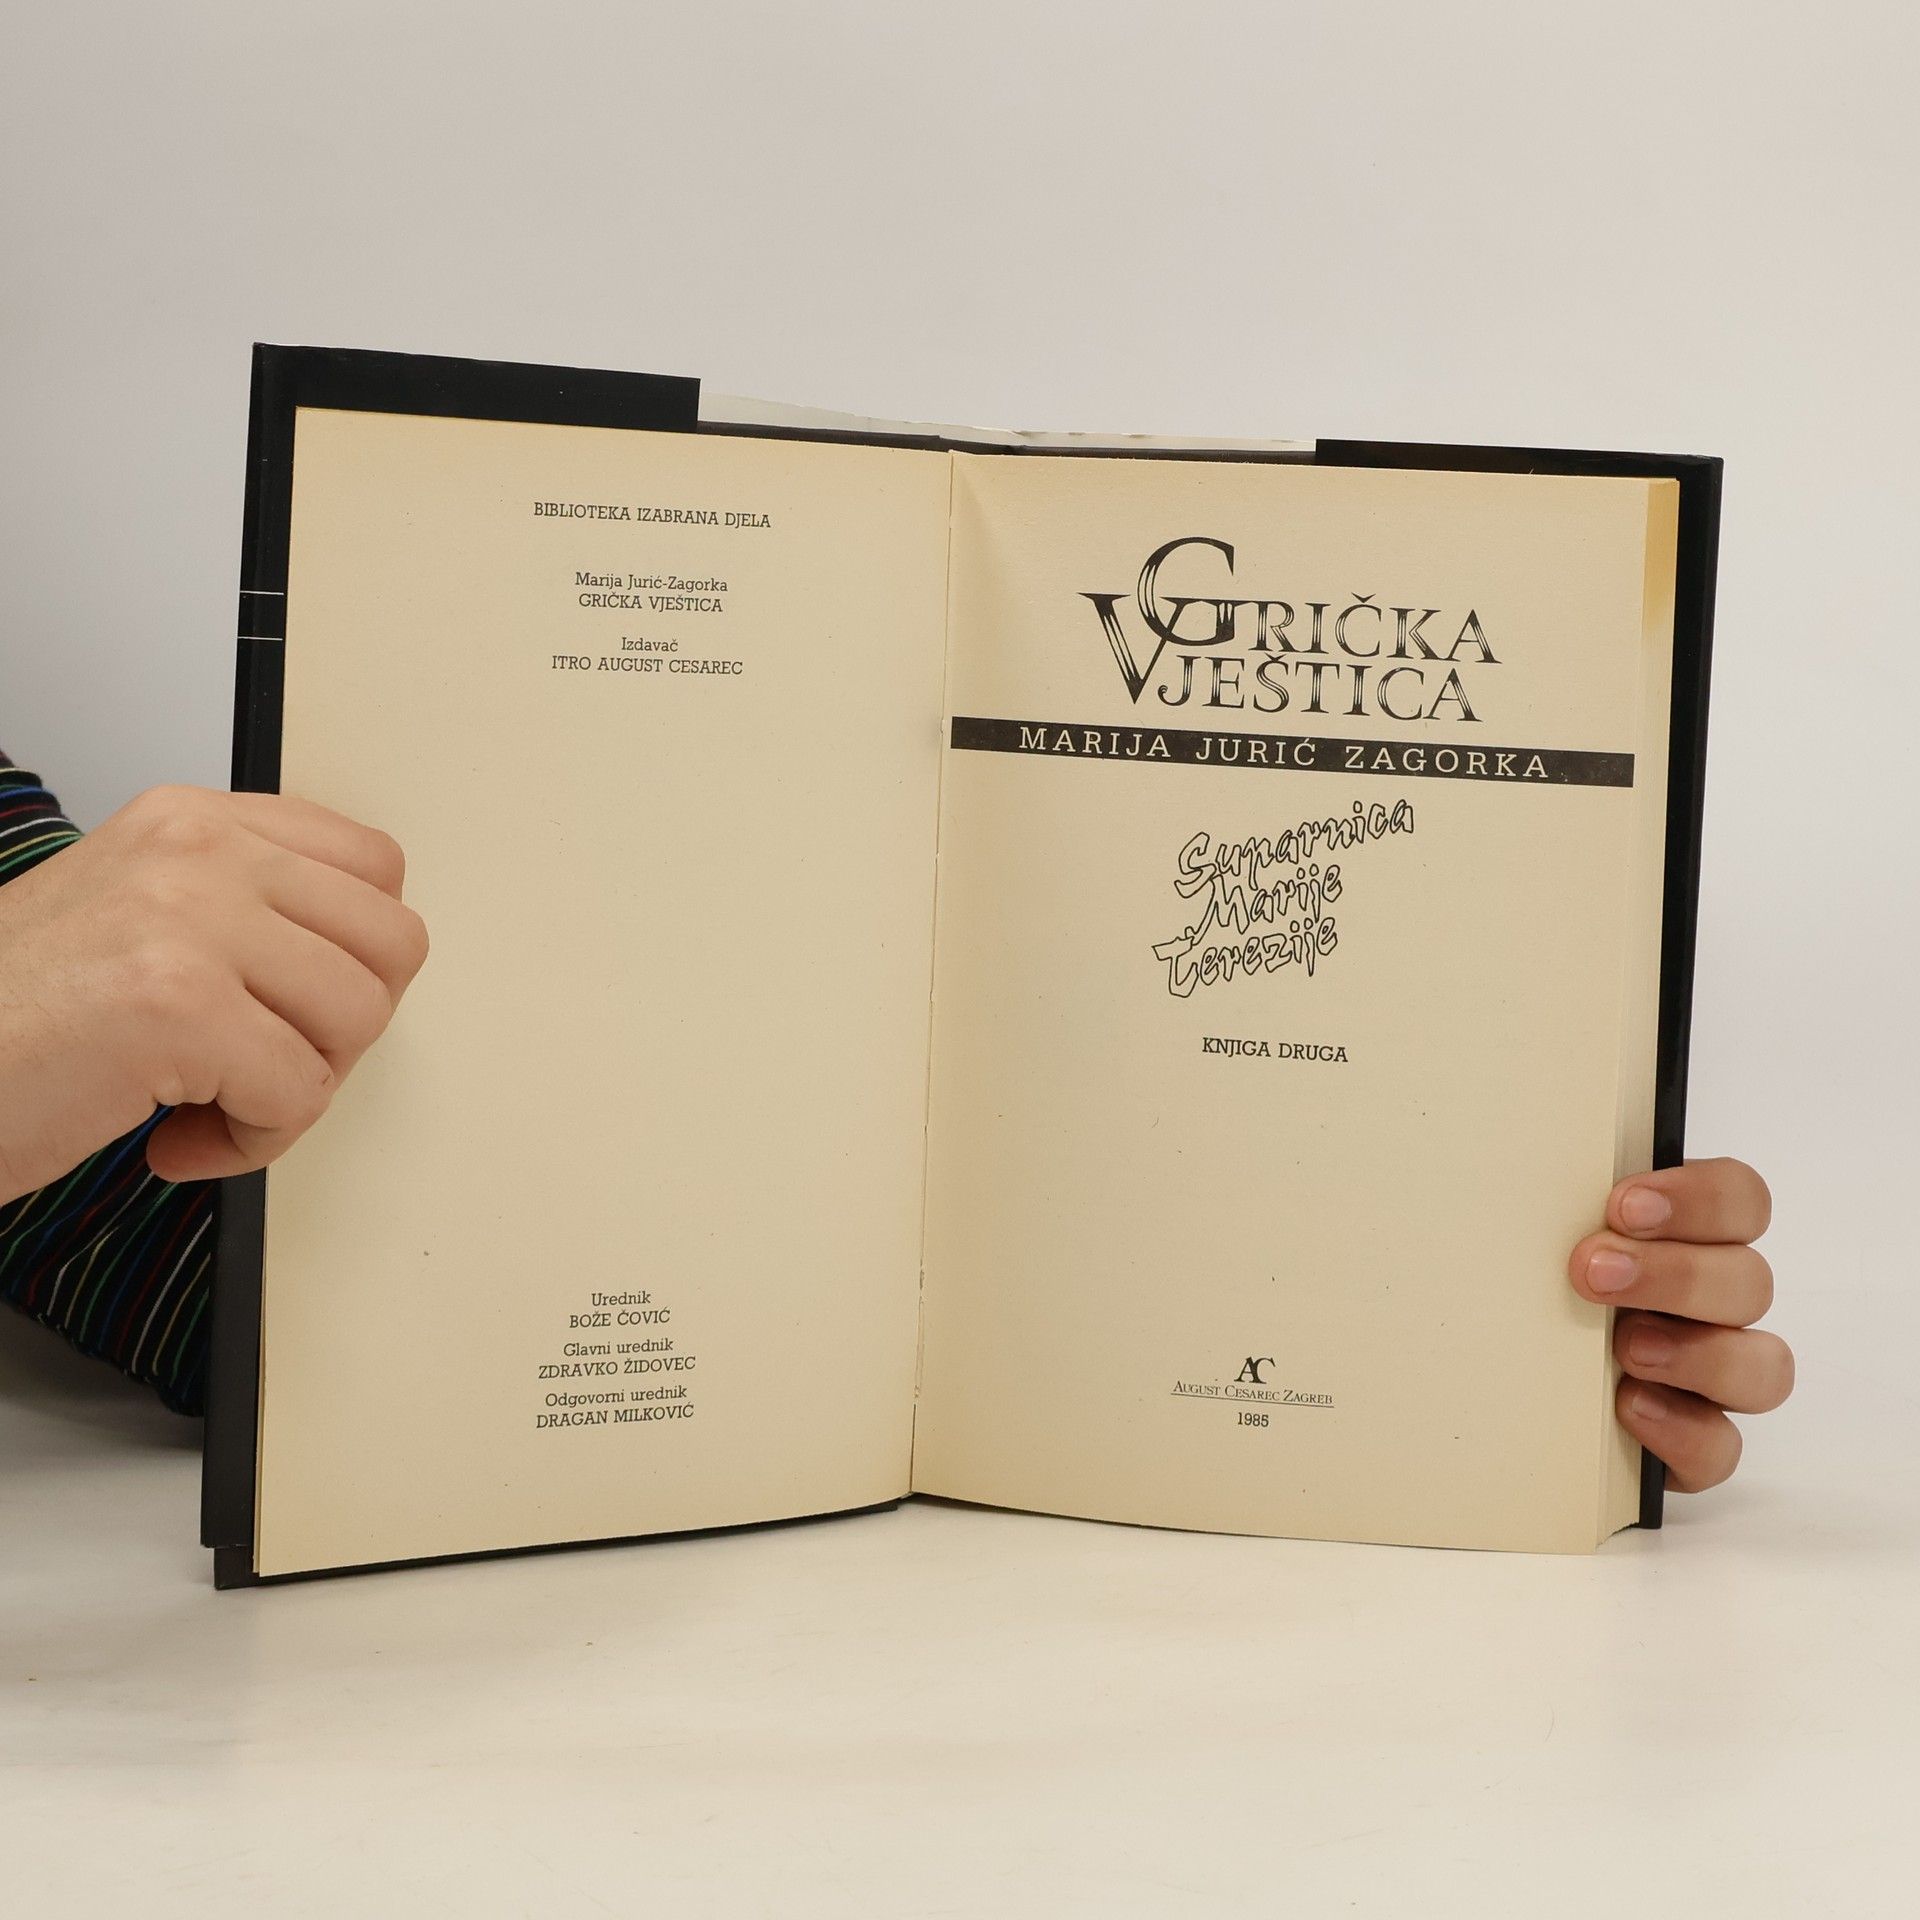 BIBLIOTEKA IZABRANA DJELA
Marija Jurić-Zagorka
GRIČKA VJEŠTICA
Izdavač
ITRO AUGUST CESAREC
Urednik
BOŽE ČOVIĆ
Glavni urednik
ZDRAVKO ŽIDOVEC
Odgovorni urednik
DRAGAN MILKOVIĆ
GRIČKA
VJEŠTICA
MARIJA JURIĆ ZAGORKA
Suparnica
Marije
Terezije
KNJIGA DRUGA
AC
AUGUST CESAREC ZAGREB
1985